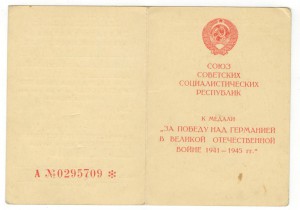 А №0295709 *
СОЮЗ
СОВЕТСКИХ
СОЦИАЛИСТИЧЕСКИХ
РЕСПУБЛИК
К МЕДАЛИ
„ЗА ПОБЕДУ НАД ГЕРМАНИЕЙ
В ВЕЛИКОЙ ОТЕЧЕСТВЕННОЙ
ВОЙНЕ 1941–1945 гг."